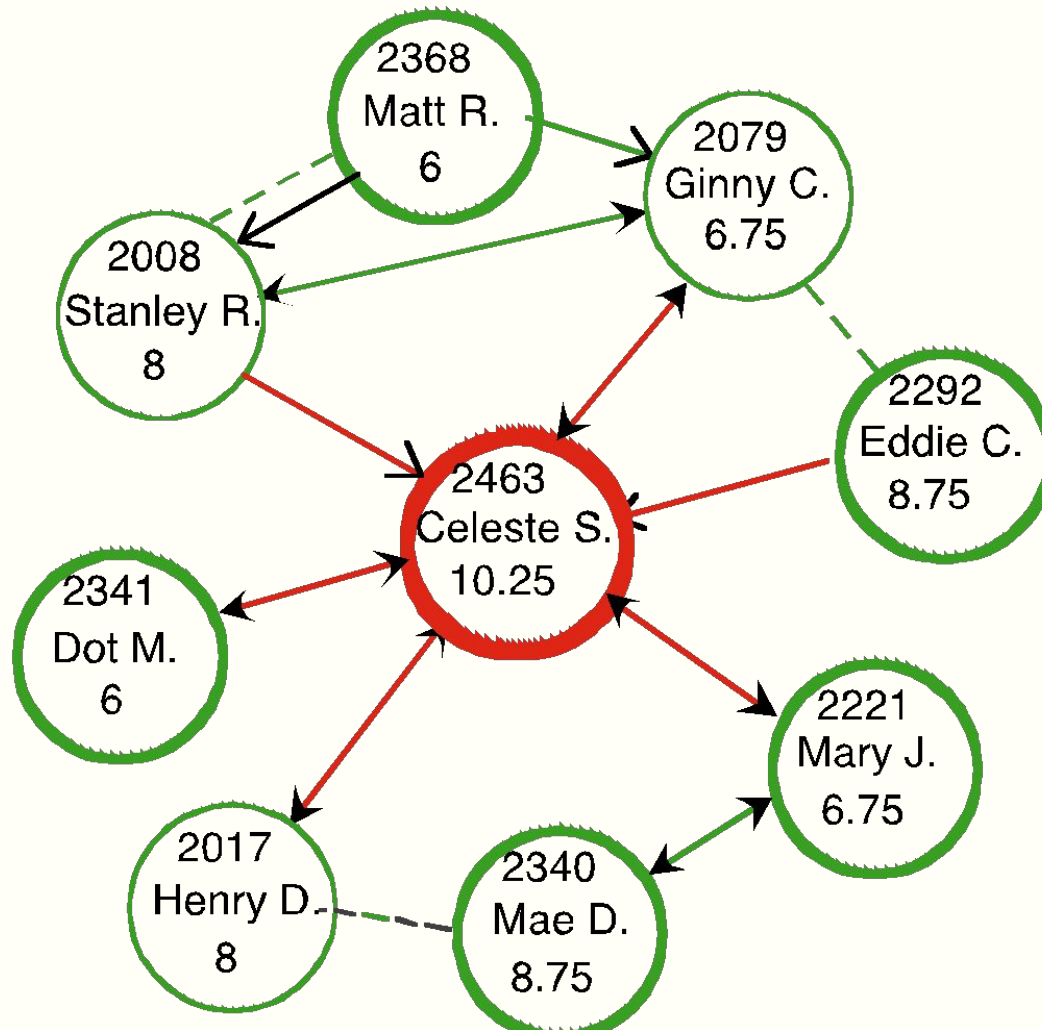 2368
Matt R.
6
2079
Ginny C.
6.75
2008
Stanley R.
8
2292
Eddie C.
8.75
2463
Celeste S.
10.25
2341
Dot M.
6
2221
Mary J.
6.75
2017
Henry D.
8
2340
Mae D.
8.75